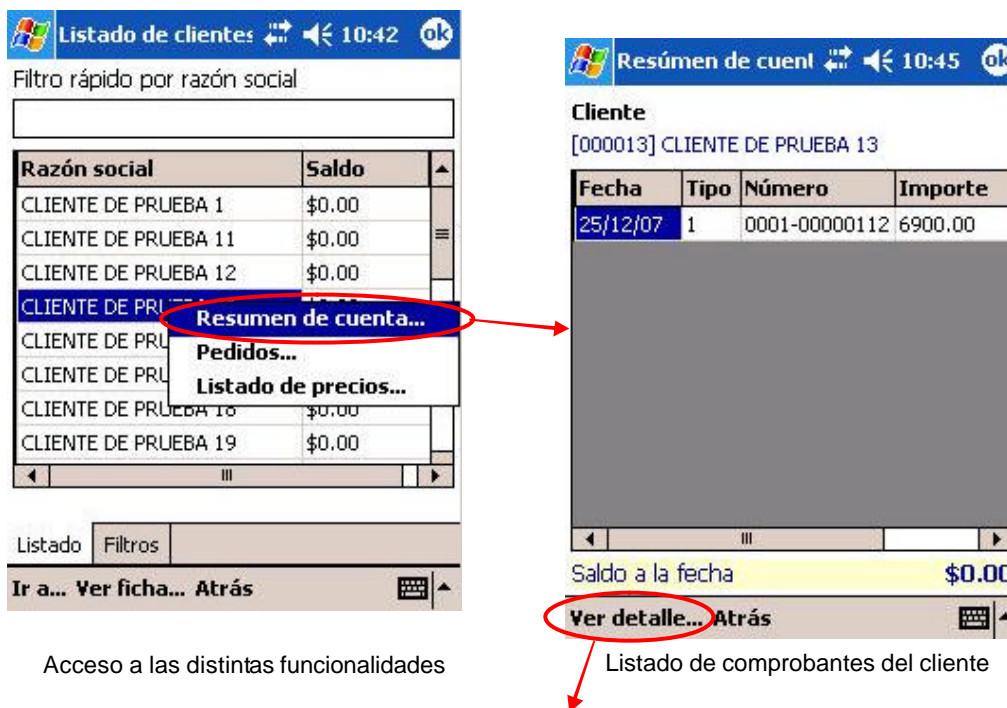 Listado de clientes 10:42 ok
Filtro rápido por razón social
Razón social Saldo
CLIENTE DE PRUEBA 1 $0.00
CLIENTE DE PRUEBA 11 $0.00
CLIENTE DE PRUEBA 12 $0.00
CLIENTE DE
Resumen de cuenta...
CLIENTE DE
Pedidos...
CLIENTE DE
Listado de precios...
CLIENTE DE PRUEBA 18 $0.00
CLIENTE DE PRUEBA 19 $0.00
Listado Filtros
Ir a... Ver ficha... Atrás
Acceso a las distintas funcionalidades
Resúmen de cuent 10:45 ok
Cliente
[000013] CLIENTE DE PRUEBA 13
Fecha Tipo Número Importe
25/12/07 1 0001-00000112 6900.00
Saldo a la fecha $0.00
Ver detalle... Atrás
Listado de comprobantes del cliente